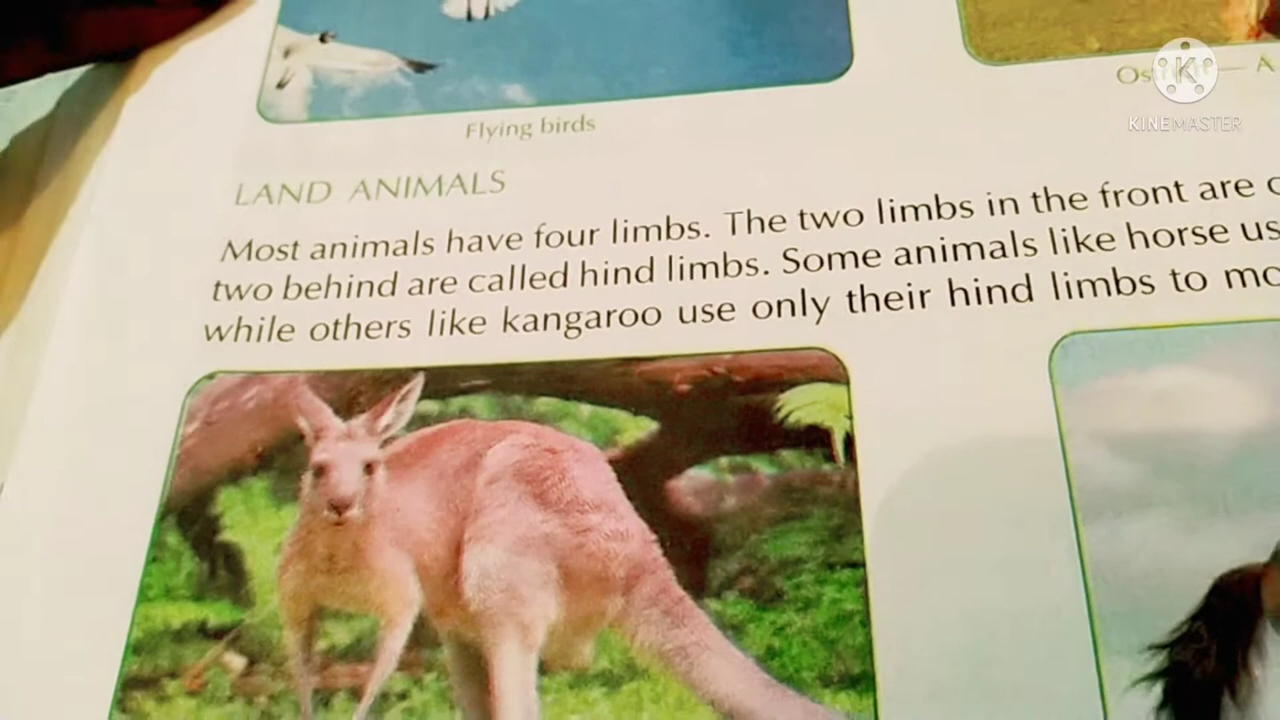 Flying birds
KINEMASTER
LAND ANIMALS
Most animals have four limbs. The two limbs in the front are
two behind are called hind limbs. Some animals like horse
while others like kangaroo use only their hind limbs to